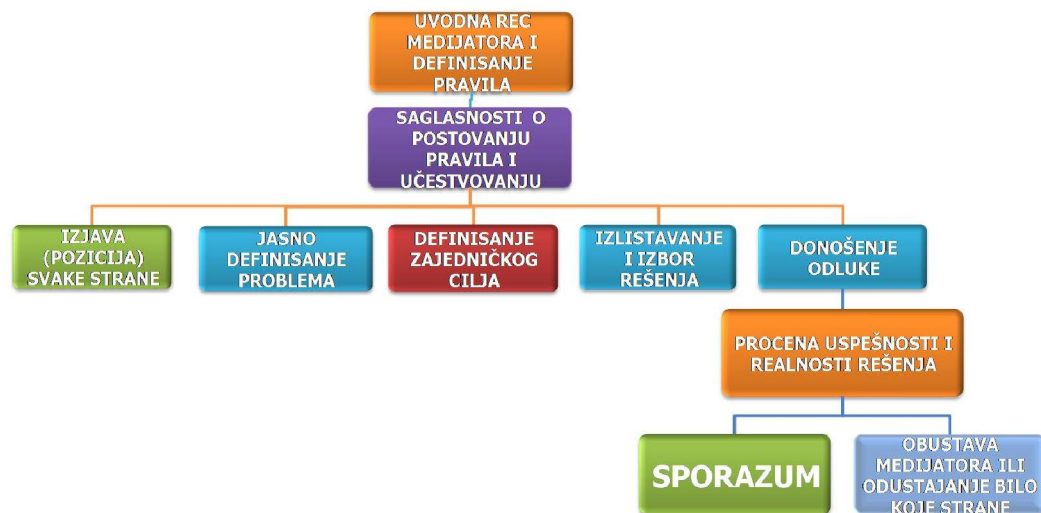 UVODNA REC
MEDIJATORA I
DEFINISANJE
PRAVILA
SAGLASNOSTI O
POSTOVANJU
PRAVILA I
UČESTVOVANJU
IZJAVA
(POZICIJA)
SVAKE STRANE
JASNO
DEFINISANJE
PROBLEMA
DEFINISANJE
ZAJEDNIČKOG
CILJA
IZLISTAVANJE
I IZBOR
REŠENJA
DONOŠENJE
ODLUKE
PROCENA USPEŠNOSTI I
REALNOSTI REŠENJA
SPORAZUM
OBUSTAVA
MEDIJATORA ILI
ODUSTAJANJE BILO
KOJE STRANE